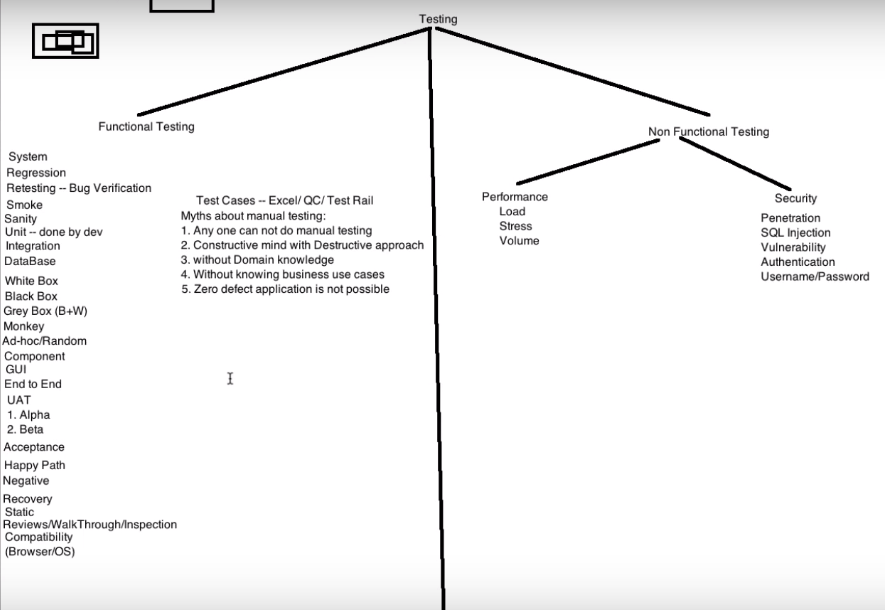 Testing
Functional Testing
System
Regression
Retesting -- Bug Verification
Smoke
Sanity
Unit -- done by dev
Integration
DataBase
White Box
Black Box
Grey Box (B+W)
Monkey
Ad-hoc/Random
Component
GUI
End to End
UAT
1. Alpha
2. Beta
Acceptance
Happy Path
Negative
Recovery
Static
Reviews/WalkThrough/Inspection
Compatibility
(Browser/OS)
Test Cases -- Excel/ QC/ Test Rail
Myths about manual testing:
1. Any one can not do manual testing
2. Constructive mind with Destructive approach
3. without Domain knowledge
4. Without knowing business use cases
5. Zero defect application is not possible
Non Functional Testing
Performance
Load
Stress
Volume
Security
Penetration
SQL Injection
Vulnerability
Authentication
Username/Password